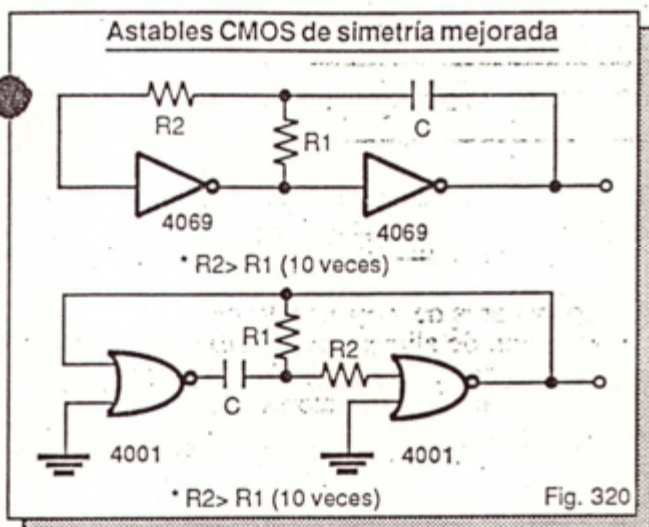 Astables CMOS de simetría mejorada
R2
C
R1
4069
4069
* R2> R1 (10 veces)
R1
R2
C
4001
4001.
* R2> R1 (10 veces)
Fig. 320